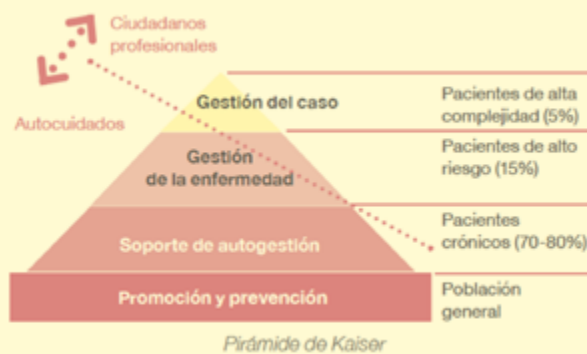 Ciudadanos
profesionales
Autocuidados
Gestión del caso
Pacientes de alta
complejidad (5%)
Gestión
de la enfermedad
Pacientes de alto
riesgo (15%)
Soporte de autogestión
Pacientes
crónicos (70-80%)
Promoción y prevención
Población
general
Pirámide de Kaiser